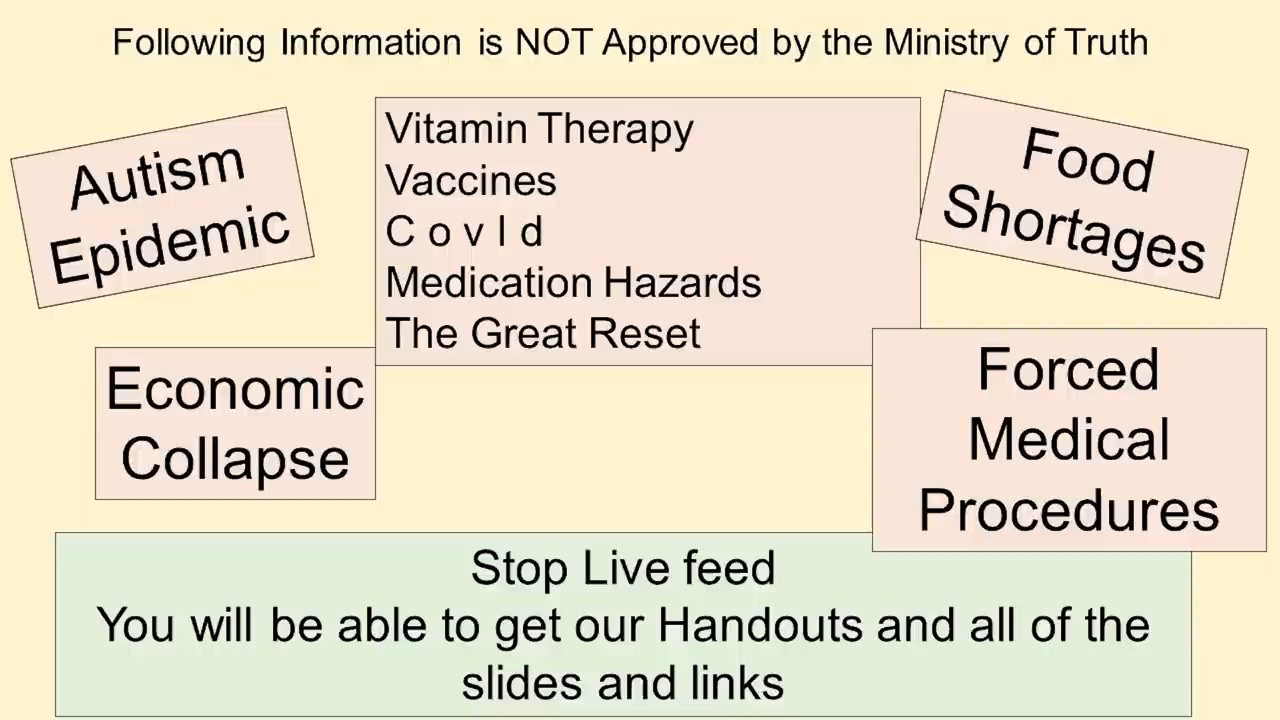 Following Information is NOT Approved by the Ministry of Truth
Autism
Epidemic
Vitamin Therapy
Vaccines
C o v I d
Medication Hazards
The Great Reset
Food
Shortages
Economic
Collapse
Forced
Medical
Procedures
Stop Live feed
You will be able to get our Handouts and all of the
slides and links